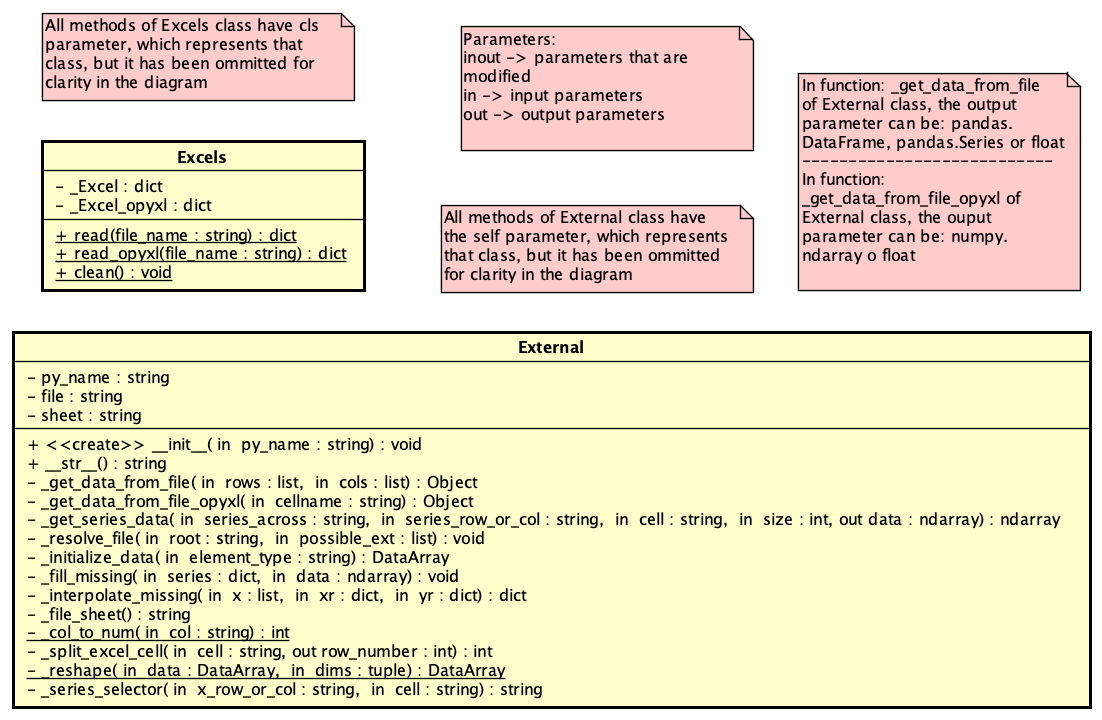 All methods of Excels class have cls
parameter, which represents that
class, but it has been ommitted for
clarity in the diagram
Parameters:
inout -> parameters that are
modified
in -> input parameters
out -> output parameters
In function: _get_data_from_file
of External class, the output
parameter can be: pandas.
DataFrame, pandas.Series or float
---------------------------
In function:
_get_data_from_file_opyxl of
External class, the ouput
parameter can be: numpy.
ndarray o float
Excels
- _Excel : dict
- _Excel_opyxl : dict
+ read(file_name : string) : dict
+ read_opyxl(file_name : string) : dict
+ clean() : void
All methods of External class have
the self parameter, which represents
that class, but it has been ommitted
for clarity in the diagram
External
- py_name : string
- file : string
- sheet : string
+ <<create>> __init__( in py_name : string) : void
+ __str__() : string
- _get_data_from_file( in rows : list, in cols : list) : Object
- _get_data_from_file_opyxl( in cellname : string) : Object
- _get_series_data( in series_across : string, in series_row_or_col : string, in cell : string, in size : int, out data : ndarray) : ndarray
- _resolve_file( in root : string, in possible_ext : list) : void
- _initialize_data( in element_type : string) : DataArray
- _fill_missing( in series : dict, in data : ndarray) : void
- _interpolate_missing( in x : list, in xr : dict, in yr : dict) : dict
- _file_sheet() : string
- _col_to_num( in col : string) : int
- _split_excel_cell( in cell : string, out row_number : int) : int
- _reshape( in data : DataArray, in dims : tuple) : DataArray
- _series_selector( in x_row_or_col : string, in cell : string) : string